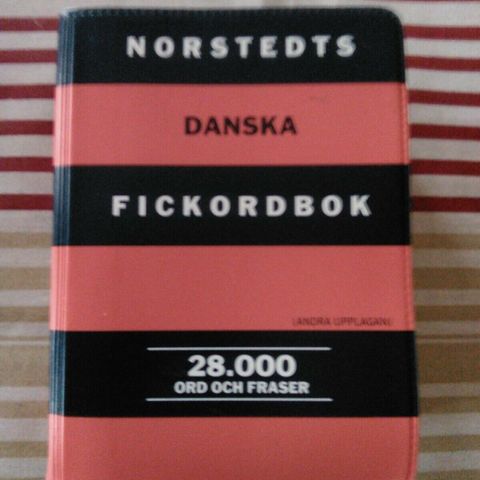 NORSTEDTS
DANSKA
FICKORDBOK
(ANDRA UPPLAGAN)
28.000
ORD OCH FRASER